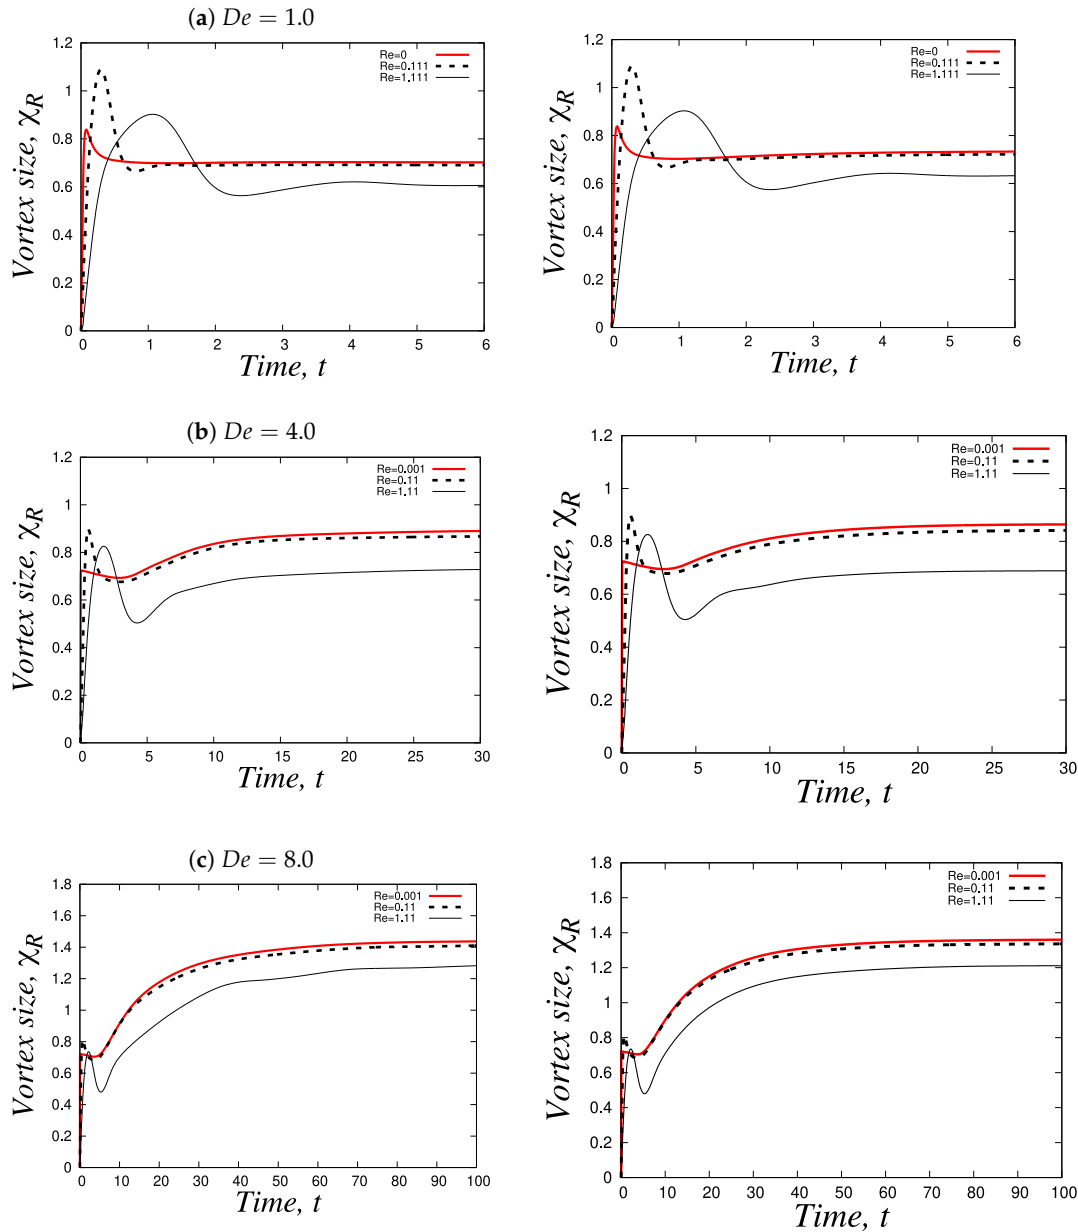 (a) De = 1.0
Vortex size, χR
1.2
1
0.8
0.6
0.4
0.2
0
Re=0
Re=0.111
Re=1.111
0 1 2 3 4 5 6
Time, t
Vortex size, χR
1.2
1
0.8
0.6
0.4
0.2
0
Re=0
Re=0.111
Re=1.111
0 1 2 3 4 5 6
Time, t
(b) De = 4.0
Vortex size, χR
1.2
1
0.8
0.6
0.4
0.2
0
Re=0.001
Re=0.11
Re=1.11
0 5 10 15 20 25 30
Time, t
Vortex size, χR
1.2
1
0.8
0.6
0.4
0.2
0
Re=0.001
Re=0.11
Re=1.11
0 5 10 15 20 25 30
Time, t
(c) De = 8.0
Vortex size, χR
1.8
1.6
1.4
1.2
1
0.8
0.6
0.4
0.2
0
Re=0.001
Re=0.11
Re=1.11
0 10 20 30 40 50 60 70 80 90 100
Time, t
Vortex size, χR
1.8
1.6
1.4
1.2
1
0.8
0.6
0.4
0.2
0
Re=0.001
Re=0.11
Re=1.11
0 10 20 30 40 50 60 70 80 90 100
Time, t